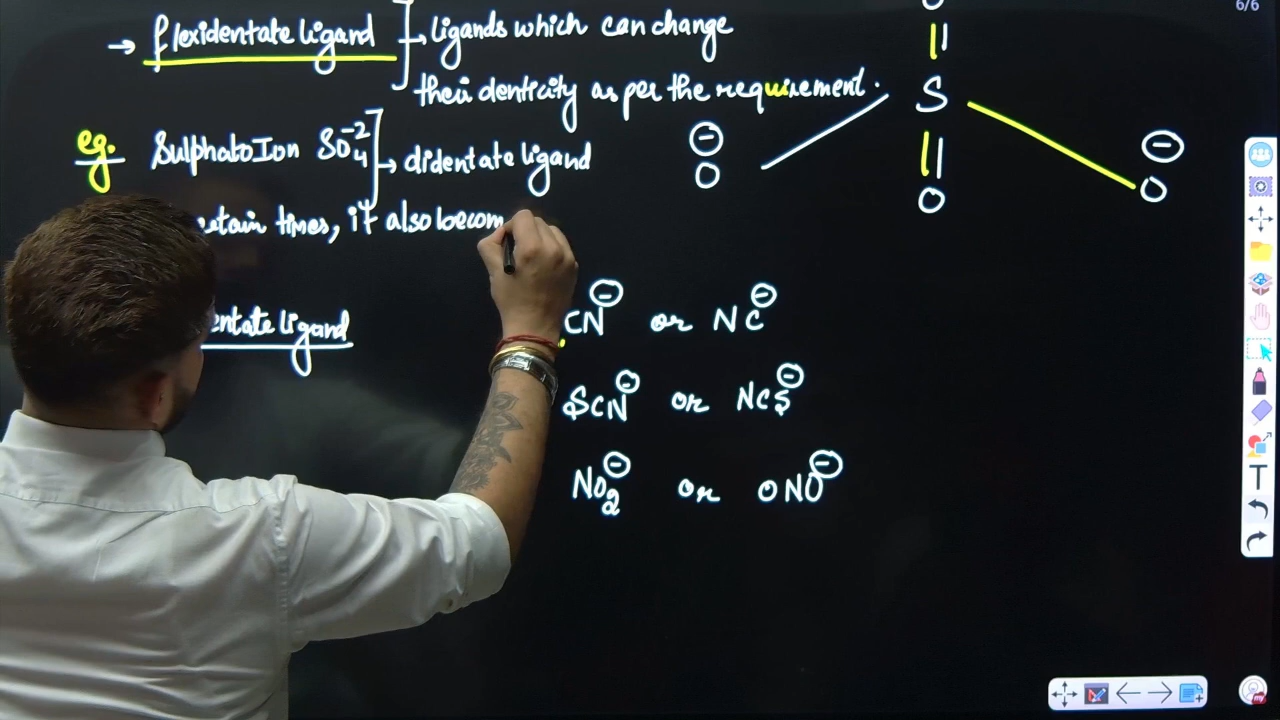 6/6
→ flexidentate ligand → ligands which can change
their denticity as per the requirement.
eg. Sulphato Ion SO₄⁻² → didentate ligand
times, it also becom
entate ligand
O
S
O
O⊖
O⊖
CN⊖ or NC⊖
SCN⊖ or NCS⊖
NO₂⊖ or ONO⊖
T